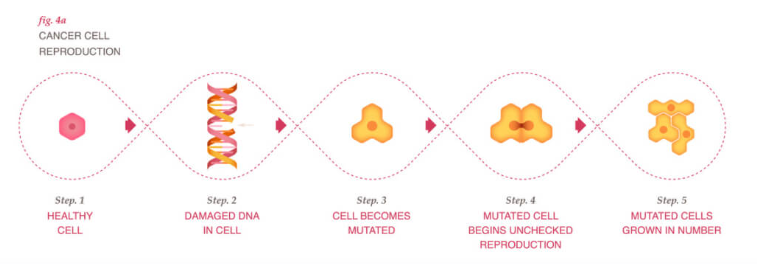 fig. 4a
CANCER CELL
REPRODUCTION
Step. 1
HEALTHY
CELL
Step. 2
DAMAGED DNA
IN CELL
Step. 3
CELL BECOMES
MUTATED
Step. 4
MUTATED CELL
BEGINS UNCHECKED
REPRODUCTION
Step. 5
MUTATED CELLS
GROWN IN NUMBER